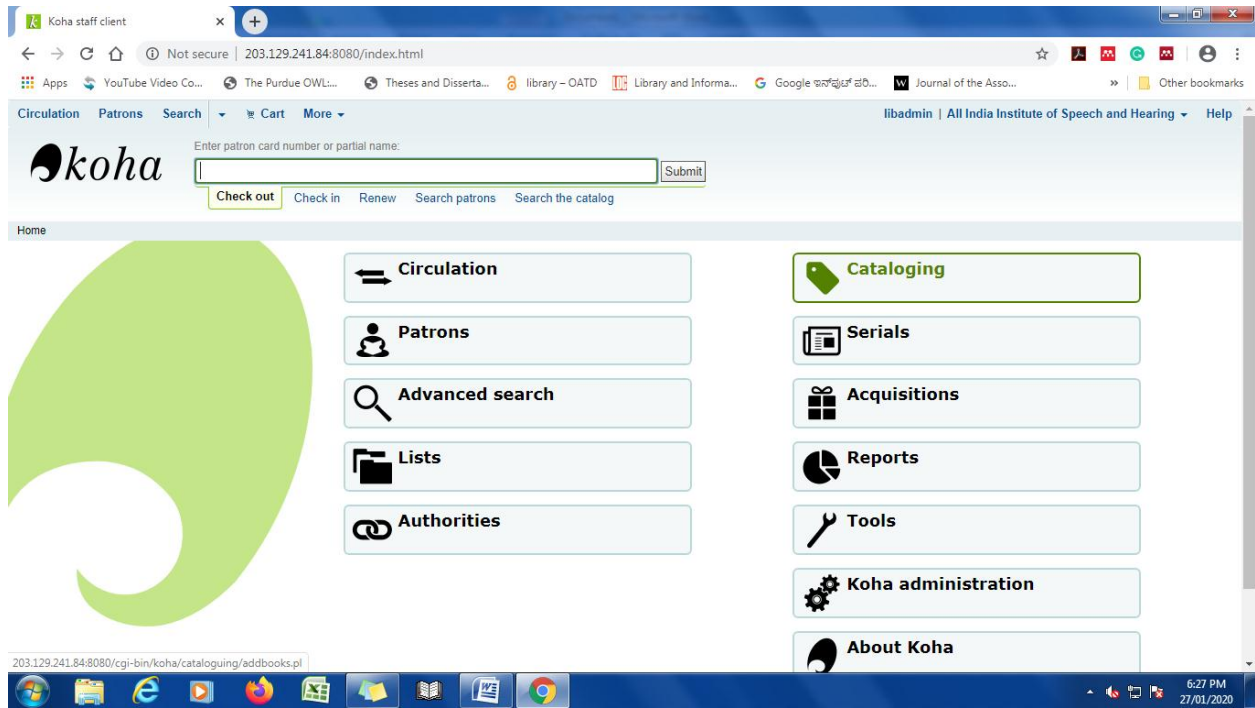 Koha staff client
Not secure | 203.129.241.84:8080/index.html
Apps YouTube Video Co... The Purdue OWL:... Theses and Disserta... library – OATD Library and Informa... Google ಇನ್‌ಪುಟ್ ಪರಿ... Journal of the Asso... » Other bookmarks
Circulation Patrons Search Cart More libadmin | All India Institute of Speech and Hearing Help
koha
Enter patron card number or partial name:
Submit
Check out Check in Renew Search patrons Search the catalog
Home
Circulation
Cataloging
Patrons
Serials
Advanced search
Acquisitions
Lists
Reports
Authorities
Tools
Koha administration
About Koha
203.129.241.84:8080/cgi-bin/koha/cataloguing/addbooks.pl
6:27 PM
27/01/2020